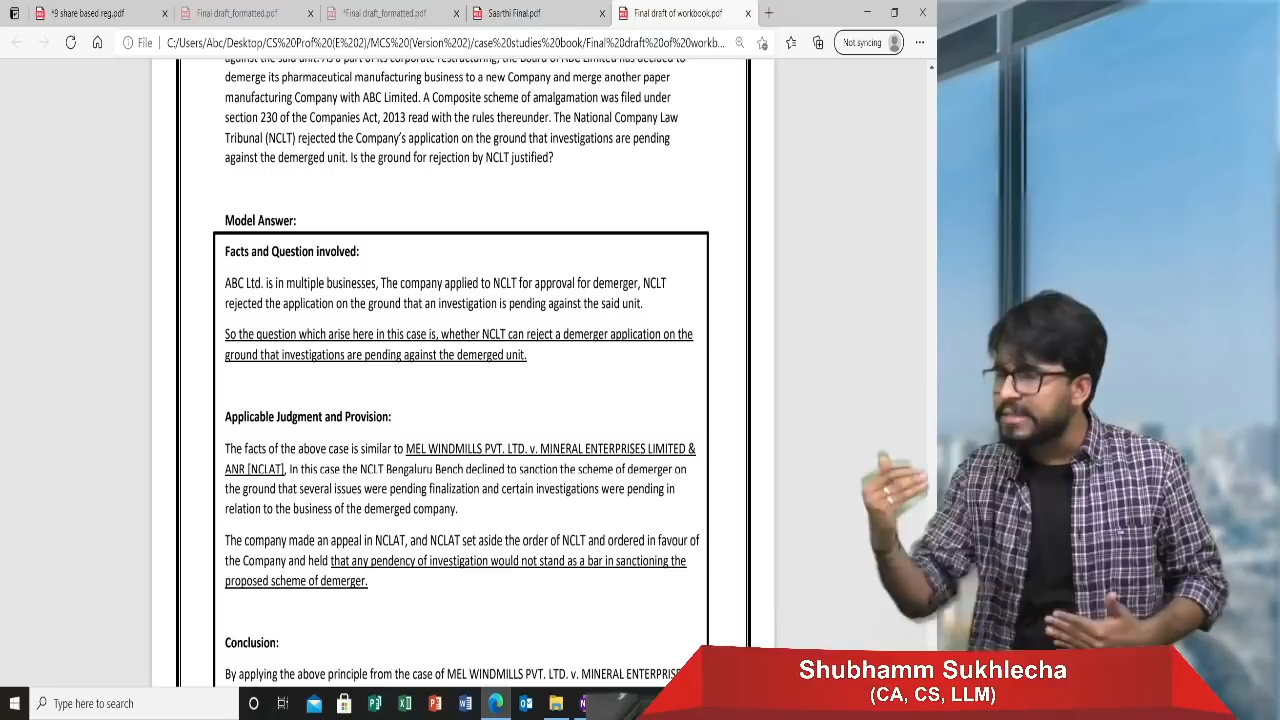 *9 share based reg.pdf
Final draft_formatted.pdf
*Final draft_formatted.pdf
Saarthi Final.pdf
Final draft of workbook.pdf
File
C:/Users/Abc/Desktop/CS%20Prof%20(E%202)/MCS%20(Version%202)/case%20studies%20book/Final%20draft%20of%20workb...
Not syncing
demerge its pharmaceutical manufacturing business to a new Company and merge another paper
manufacturing Company with ABC Limited. A Composite scheme of amalgamation was filed under
section 230 of the Companies Act, 2013 read with the rules thereunder. The National Company Law
Tribunal (NCLT) rejected the Company's application on the ground that investigations are pending
against the demerged unit. Is the ground for rejection by NCLT justified?
Model Answer:
Facts and Question involved:
ABC Ltd. is in multiple businesses, The company applied to NCLT for approval for demerger, NCLT
rejected the application on the ground that an investigation is pending against the said unit.
So the question which arise here in this case is, whether NCLT can reject a demerger application on the
ground that investigations are pending against the demerged unit.
Applicable Judgment and Provision:
The facts of the above case is similar to MEL WINDMILLS PVT. LTD. v. MINERAL ENTERPRISES LIMITED &
ANR [NCLAT]. In this case the NCLT Bengaluru Bench declined to sanction the scheme of demerger on
the ground that several issues were pending finalization and certain investigations were pending in
relation to the business of the demerged company.
The company made an appeal in NCLAT, and NCLAT set aside the order of NCLT and ordered in favour of
the Company and held that any pendency of investigation would not stand as a bar in sanctioning the
proposed scheme of demerger.
Conclusion:
By applying the above principle from the case of MEL WINDMILLS PVT. LTD. v. MINERAL ENTERPRISE
Shubhamm Sukhlecha
(CA, CS, LLM)
Type here to search